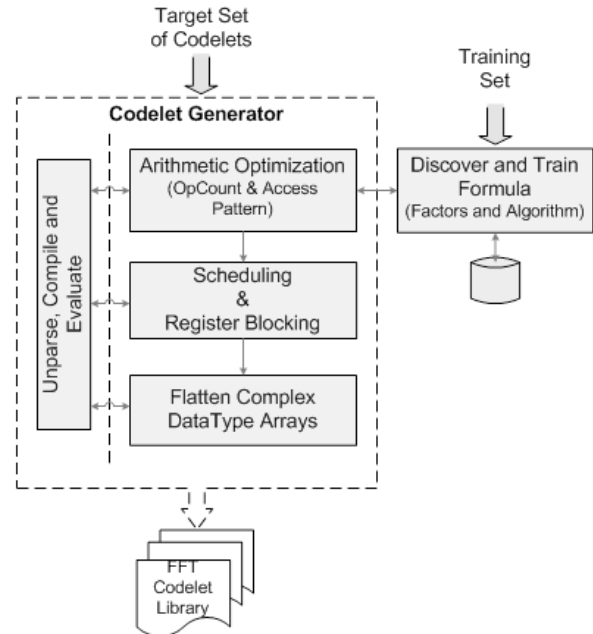 Target Set
of Codelets
Training
Set
Codelet Generator
Unparse, Compile and
Evaluate
Arithmetic Optimization
(OpCount & Access
Pattern)
Discover and Train
Formula
(Factors and Algorithm)
Scheduling
&
Register Blocking
Flatten Complex
DataType Arrays
FFT
Codelet
Library